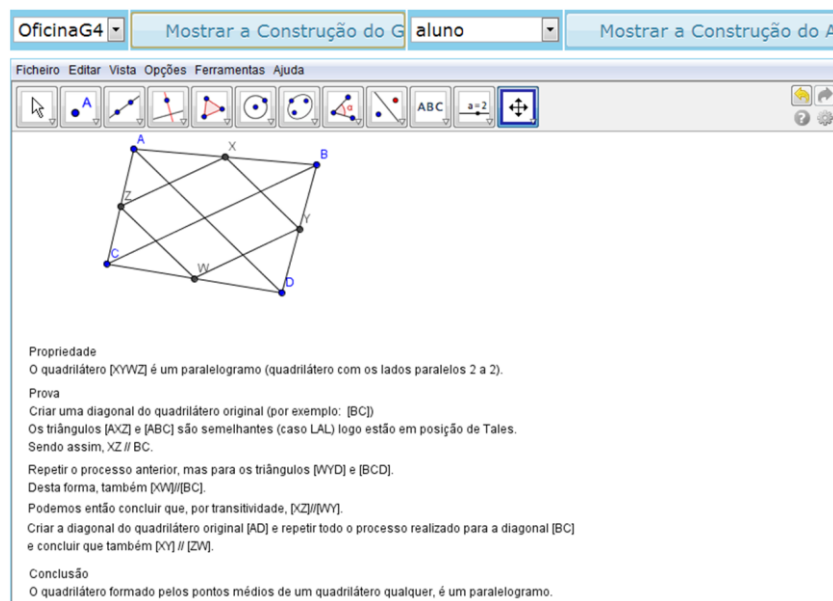 OficinaG4
Mostrar a Construção do G
aluno
Mostrar a Construção do A
Ficheiro Editar Vista Opções Ferramentas Ajuda
A
α
ABC
a=2
A
X
B
Z
Y
C
W
D
Propriedade
O quadrilátero [XYWZ] é um paralelogramo (quadrilátero com os lados paralelos 2 a 2).
Prova
Criar uma diagonal do quadrilátero original (por exemplo: [BC])
Os triângulos [AXZ] e [ABC] são semelhantes (caso LAL) logo estão em posição de Tales.
Sendo assim, XZ // BC.
Repetir o processo anterior, mas para os triângulos [WYD] e [BCD].
Desta forma, também [XW]//[BC].
Podemos então concluir que, por transitividade, [XZ]//[WY].
Criar a diagonal do quadrilátero original [AD] e repetir todo o processo realizado para a diagonal [BC]
e concluir que também [XY] // [ZW].
Conclusão
O quadrilátero formado pelos pontos médios de um quadrilátero qualquer, é um paralelogramo.